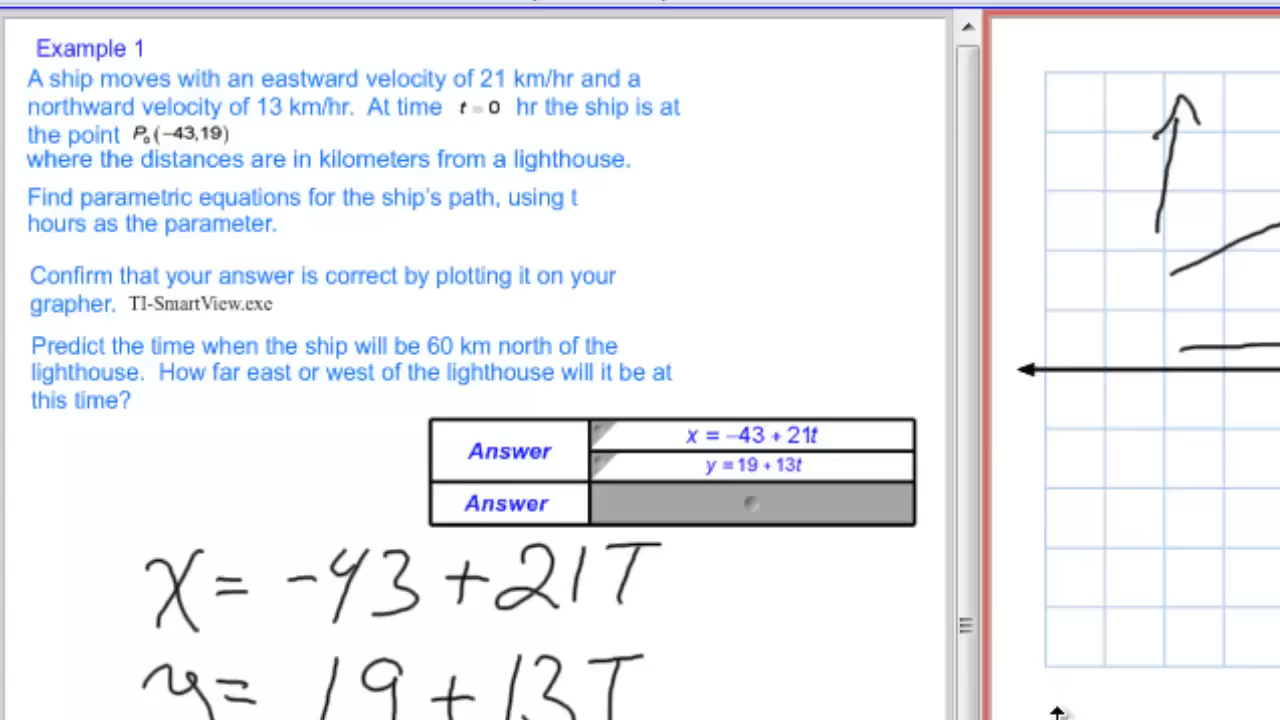 Example 1
A ship moves with an eastward velocity of 21 km/hr and a
northward velocity of 13 km/hr. At time t = 0 hr the ship is at
the point P₀(−43,19)
where the distances are in kilometers from a lighthouse.
Find parametric equations for the ship's path, using t
hours as the parameter.
Confirm that your answer is correct by plotting it on your
grapher. TI-SmartView.exe
Predict the time when the ship will be 60 km north of the
lighthouse. How far east or west of the lighthouse will it be at
this time?
Answer
x = −43 + 21t
y = 19 + 13t
Answer
x = -43 + 21T
y = 19 + 13T